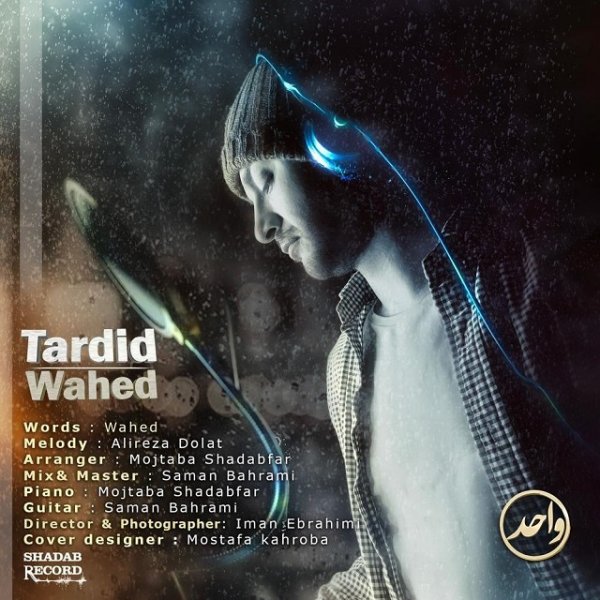 Tardid
Wahed
Words : Wahed
Melody : Alireza Dolat
Arranger : Mojtaba Shadabfar
Mix& Master : Saman Bahrami
Piano : Mojtaba Shadabfar
Guitar : Saman Bahrami
Director & Photographer: Iman Ebrahimi
Cover designer : Mostafa kahroba
SHADAB
RECORD
واحد